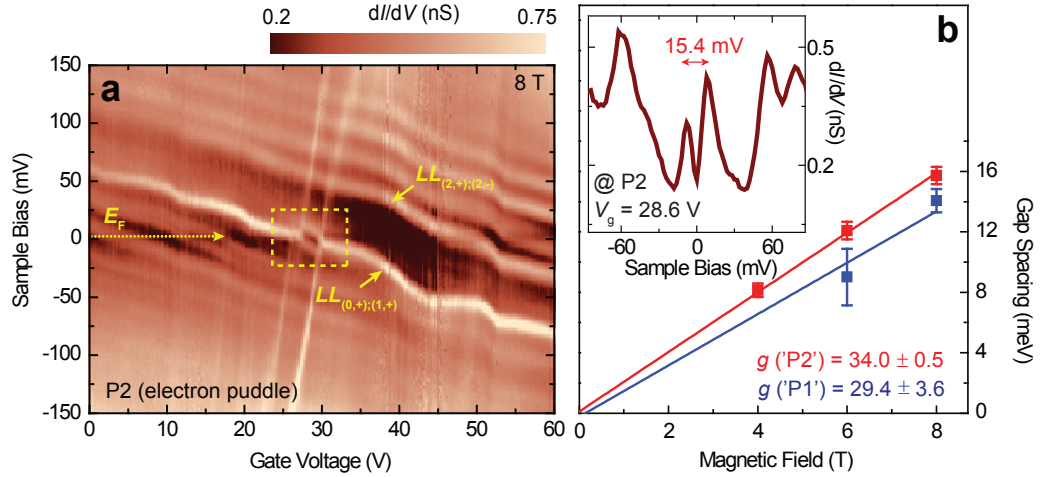 0.2 dI/dV (nS) 0.75
a
8 T
LL(2,+);(2,-)
EF
LL(0,+);(1,+)
P2 (electron puddle)
150
100
50
0
-50
-100
-150
Sample Bias (mV)
0 10 20 30 40 50 60
Gate Voltage (V)
b
15.4 mV
0.5
0.2
dI/dV (nS)
@ P2
Vg = 28.6 V
-60 0 60
Sample Bias (mV)
16
12
8
4
0
Gap Spacing (meV)
g ('P2') = 34.0 ± 0.5
g ('P1') = 29.4 ± 3.6
0 2 4 6 8
Magnetic Field (T)